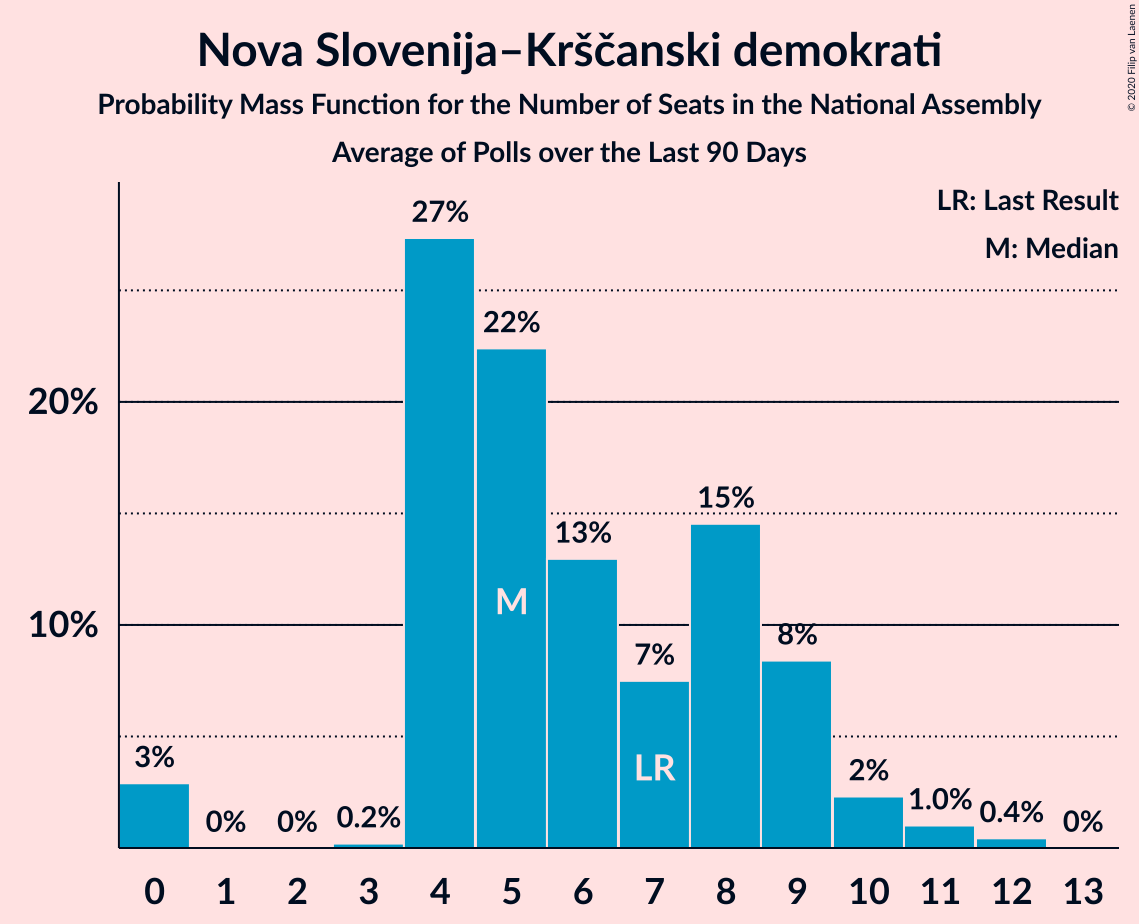 Nova Slovenija–Krščanski demokrati
Probability Mass Function for the Number of Seats in the National Assembly
Average of Polls over the Last 90 Days
© 2020 Filip van Laenen
LR: Last Result
M: Median
27%
22%
20%
15%
13%
M
10%
8%
7%
LR
3%
2%
1.0%
0%
0%
0.2%
0.4%
0%
0 1 2 3 4 5 6 7 8 9 10 11 12 13